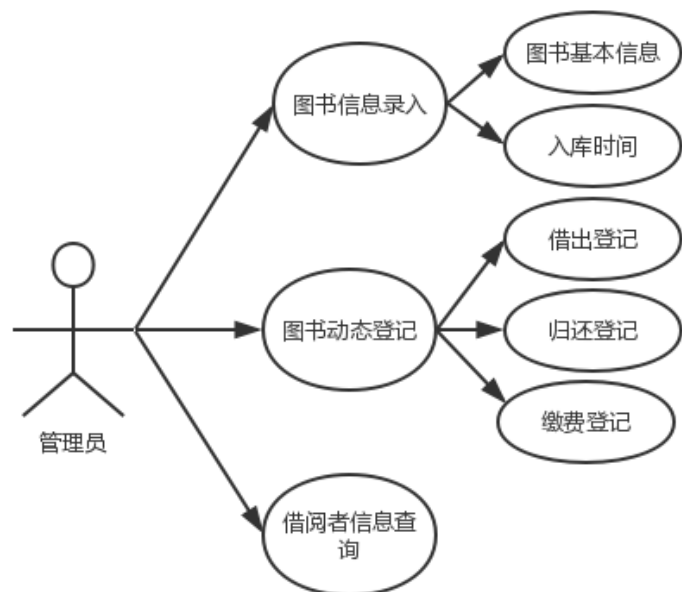 图书基本信息
图书信息录入
入库时间
借出登记
图书动态登记
归还登记
缴费登记
管理员
借阅者信息查
询